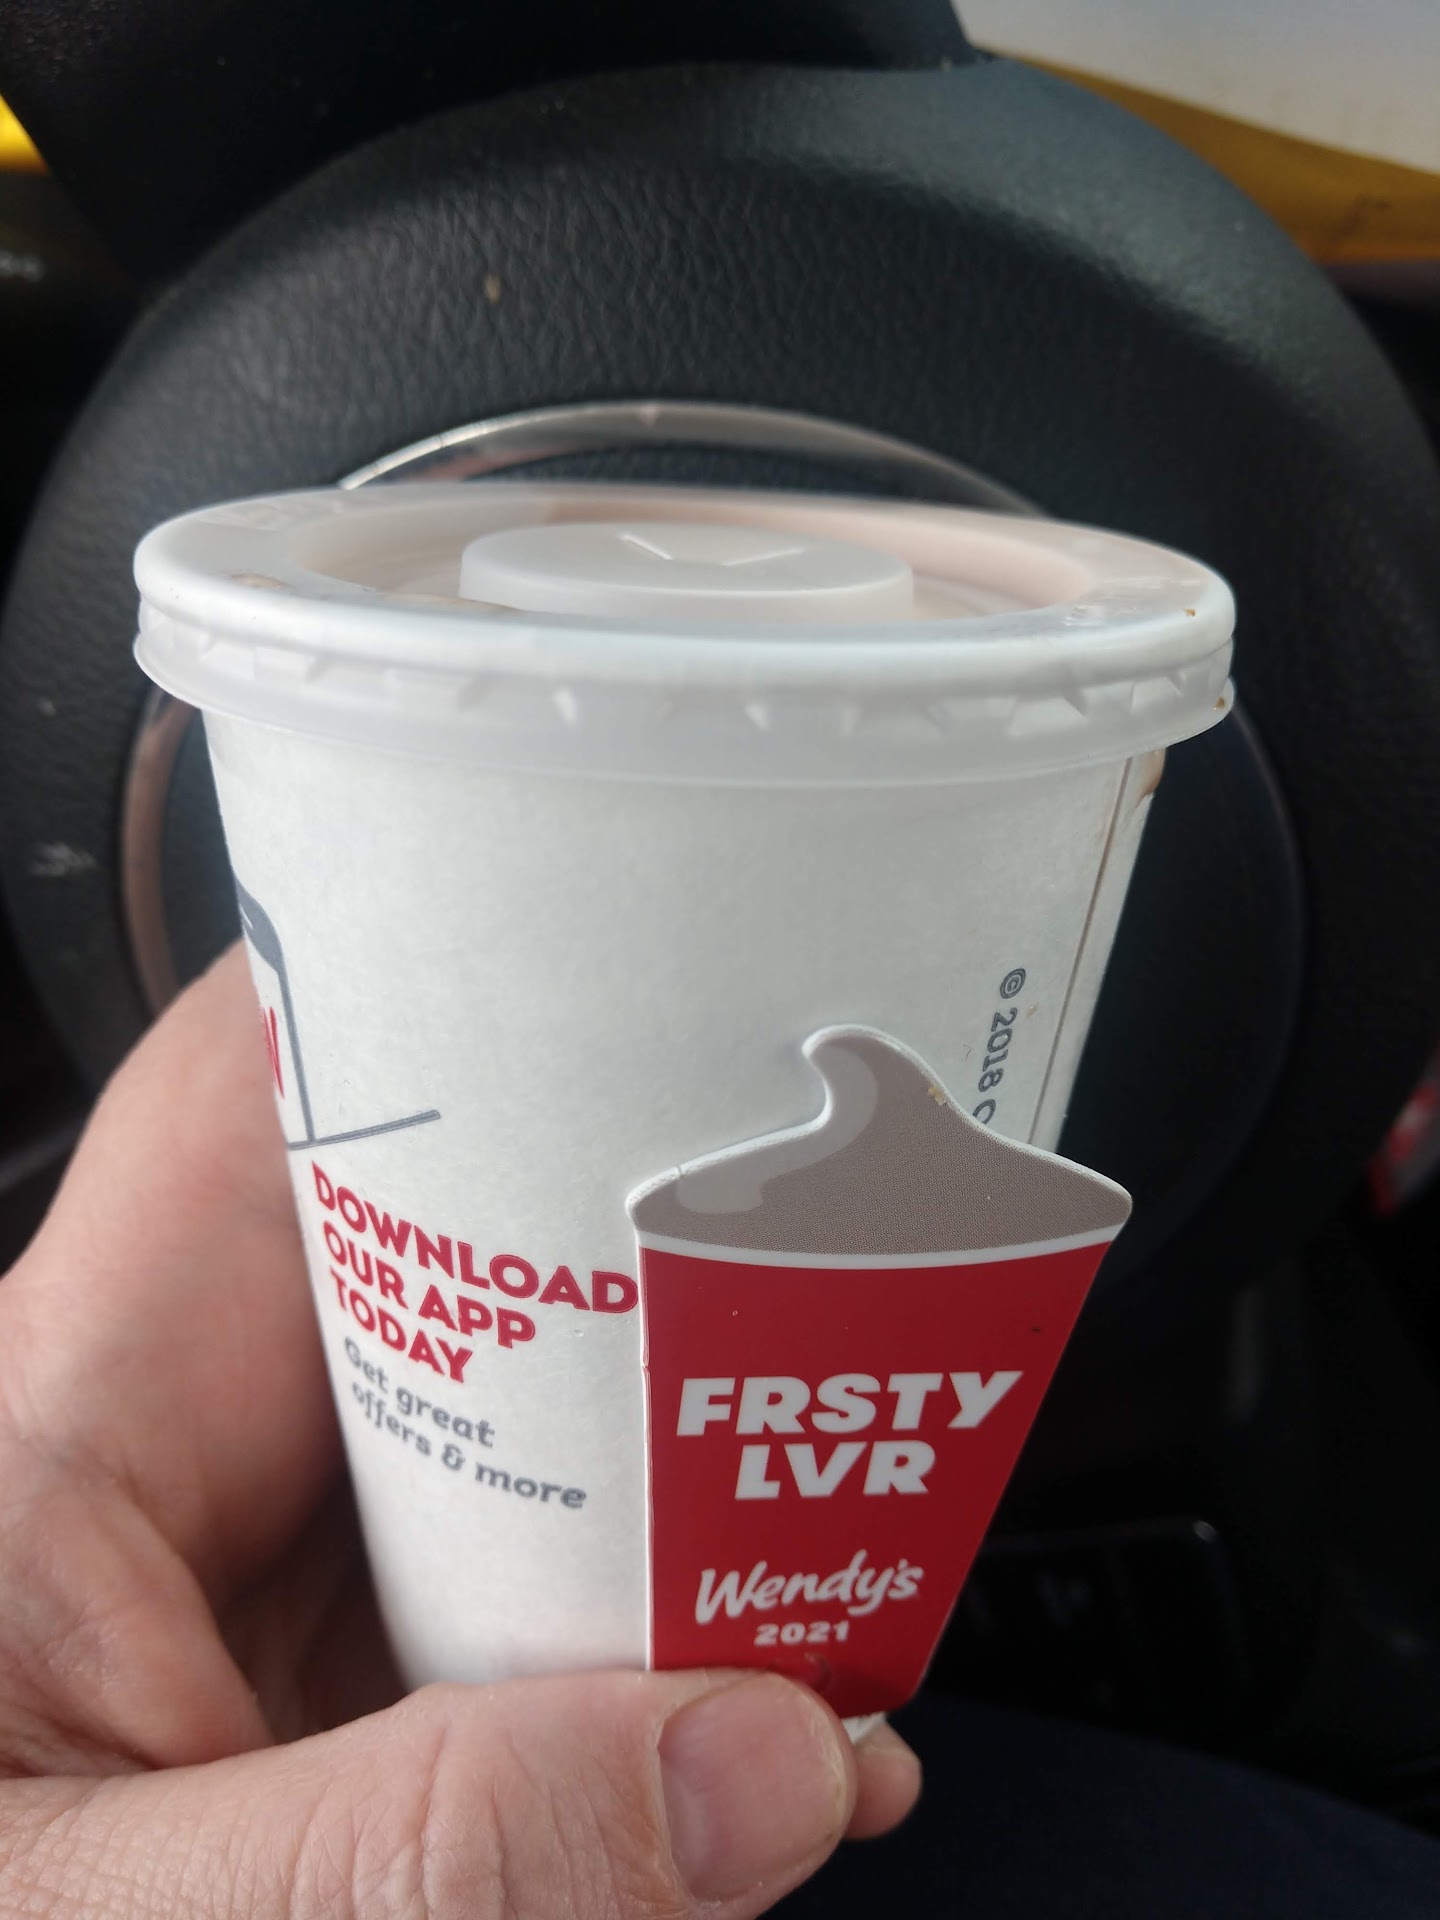 © 2018
DOWNLOAD
OUR APP
TODAY
Get great
offers & more
FRSTY
LVR
Wendy's
2021